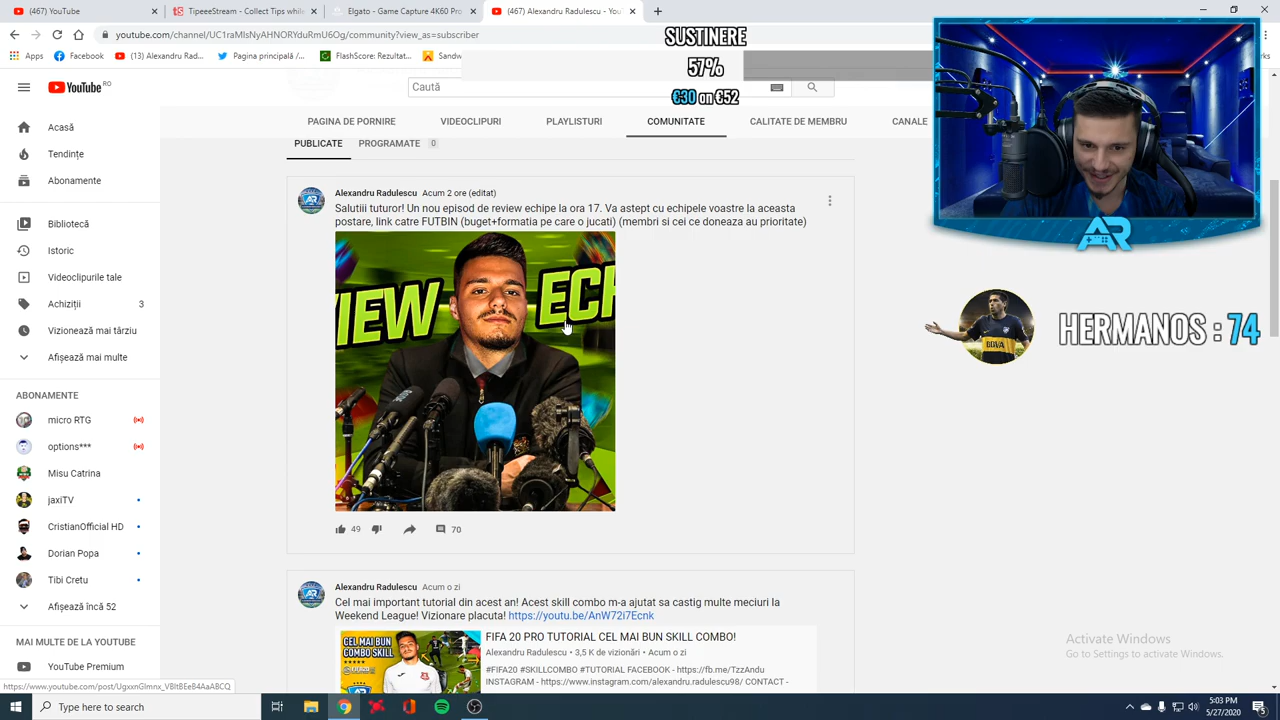 (467) YouTube
TipeeeStream - Collect Tips while
Elgato - Game Capture 4K60 Pro
(467) Alexandru Radulescu - You
youtube.com/channel/UC1raMlsNyAHNORYduRmU6Og/community?view_as=subscriber
Apps
Facebook
(13) Alexandru Rad...
Pagina principală /...
FlashScore: Rezultat...
Sandw
SUSTINERE
57%
€30 on €52
YouTube RO
Caută
PAGINA DE PORNIRE
VIDEOCLIPURI
PLAYLISTURI
COMUNITATE
CALITATE DE MEMBRU
CANALE
PUBLICATE
PROGRAMATE 0
Acasă
Tendințe
Abonamente
Bibliotecă
Istoric
Videoclipurile tale
Achiziții 3
Vizionează mai târziu
Afișează mai multe
ABONAMENTE
micro RTG
options***
Misu Catrina
jaxiTV
CristianOfficial HD
Dorian Popa
Tibi Cretu
Afișează încă 52
MAI MULTE DE LA YOUTUBE
YouTube Premium
Alexandru Radulescu Acum 2 ore (editat)
Salutiii tuturor! Un nou episod de review echipe la ora 17. Va astept cu echipele voastre la aceasta
postare, link catre FUTBIN (buget+formatia pe care o jucati) (membri si cei ce doneaza au prioritate)
VIEW ECH
49
70
Alexandru Radulescu Acum o zi
Cel mai important tutorial din acest an! Acest skill combo m-a ajutat sa castig multe meciuri la
Weekend League! Vizionare placuta! https://youtu.be/AnW72i7Ecnk
CEL MAI BUN
COMBO SKILL
FIFA 20 PRO TUTORIAL CEL MAI BUN SKILL COMBO!
Alexandru Radulescu • 3,5 K de vizionări • Acum o zi
#FIFA20 #SKILLCOMBO #TUTORIAL FACEBOOK - https://fb.me/TzzAndu
INSTAGRAM - https://www.instagram.com/alexandru.radulescu98/ CONTACT -
AR
HERMANOS : 74
Activate Windows
Go to Settings to activate Windows.
Type here to search
5:03 PM
5/27/2020